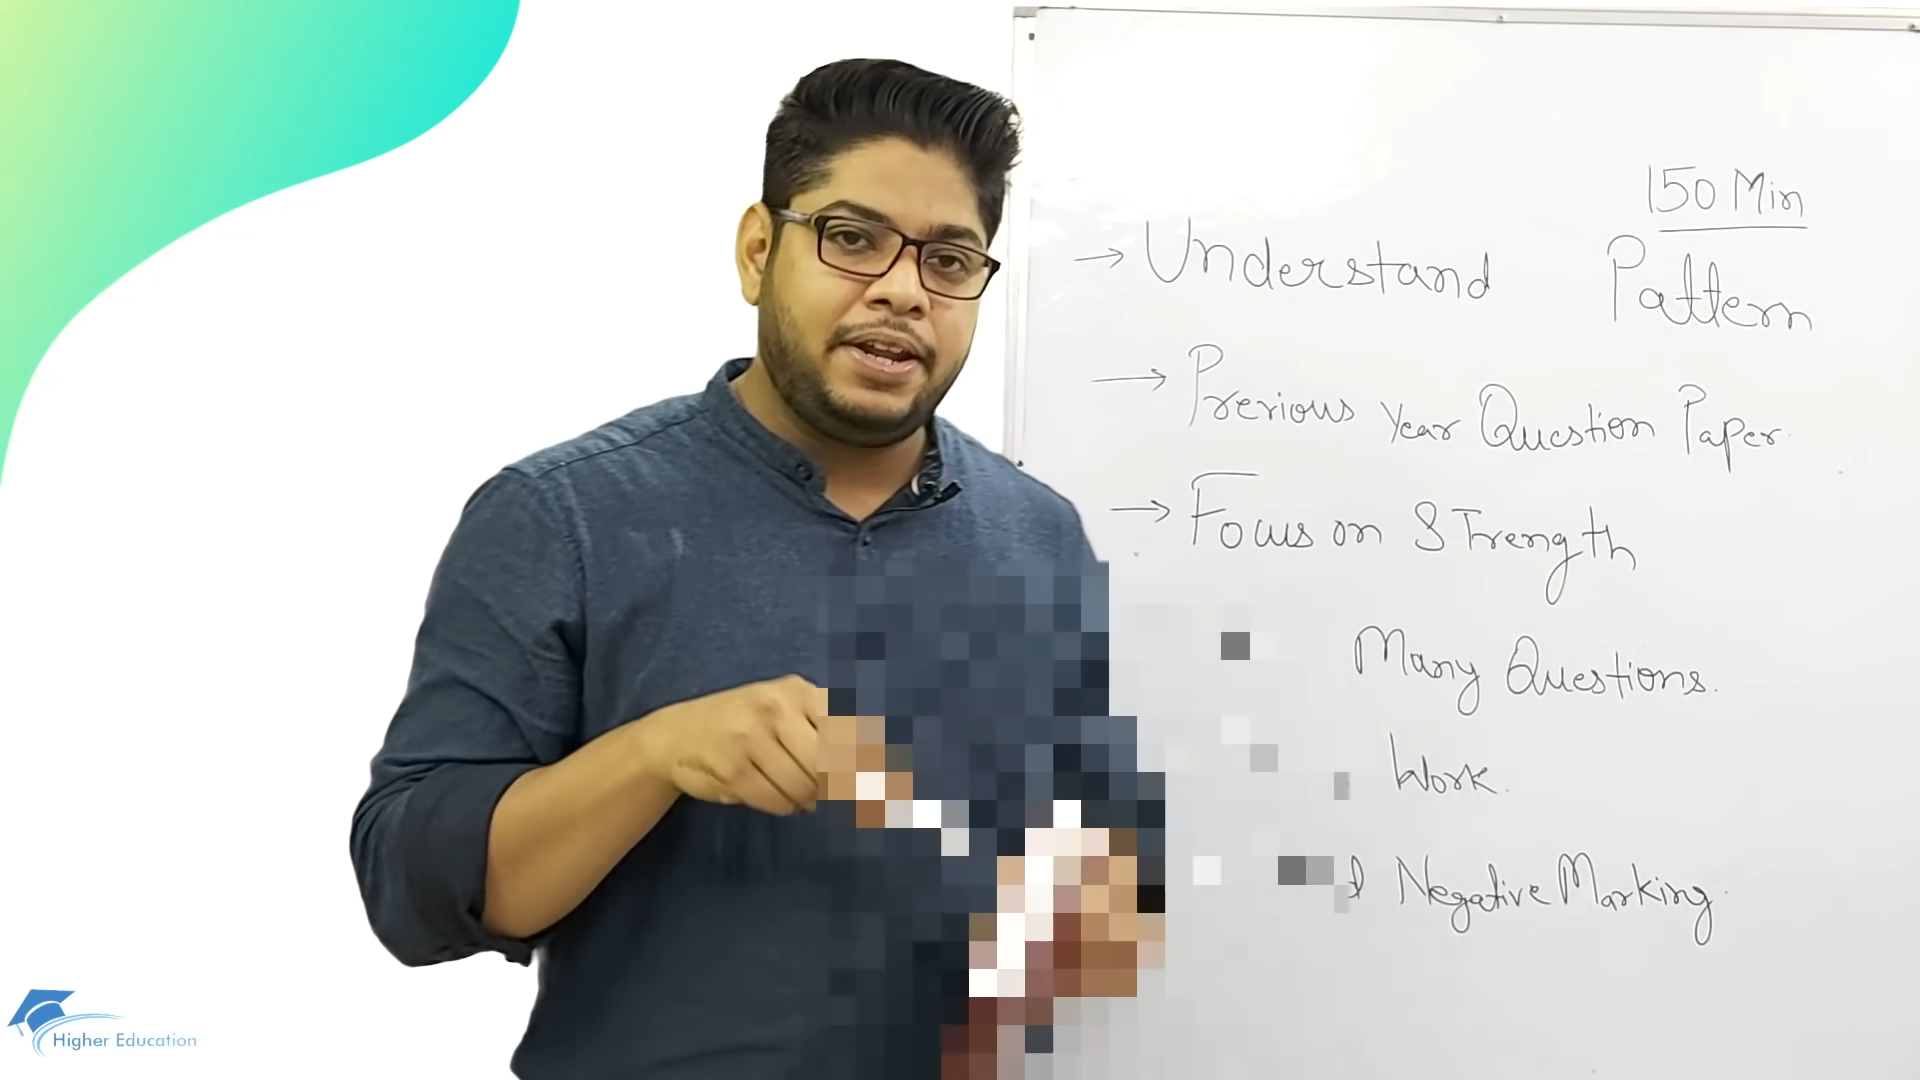 150 Min
→ Understand Pattern
→ Previous Year Question Paper
→ Focus on Strength
Many Questions.
Work.
Negative Marking.
Higher Education